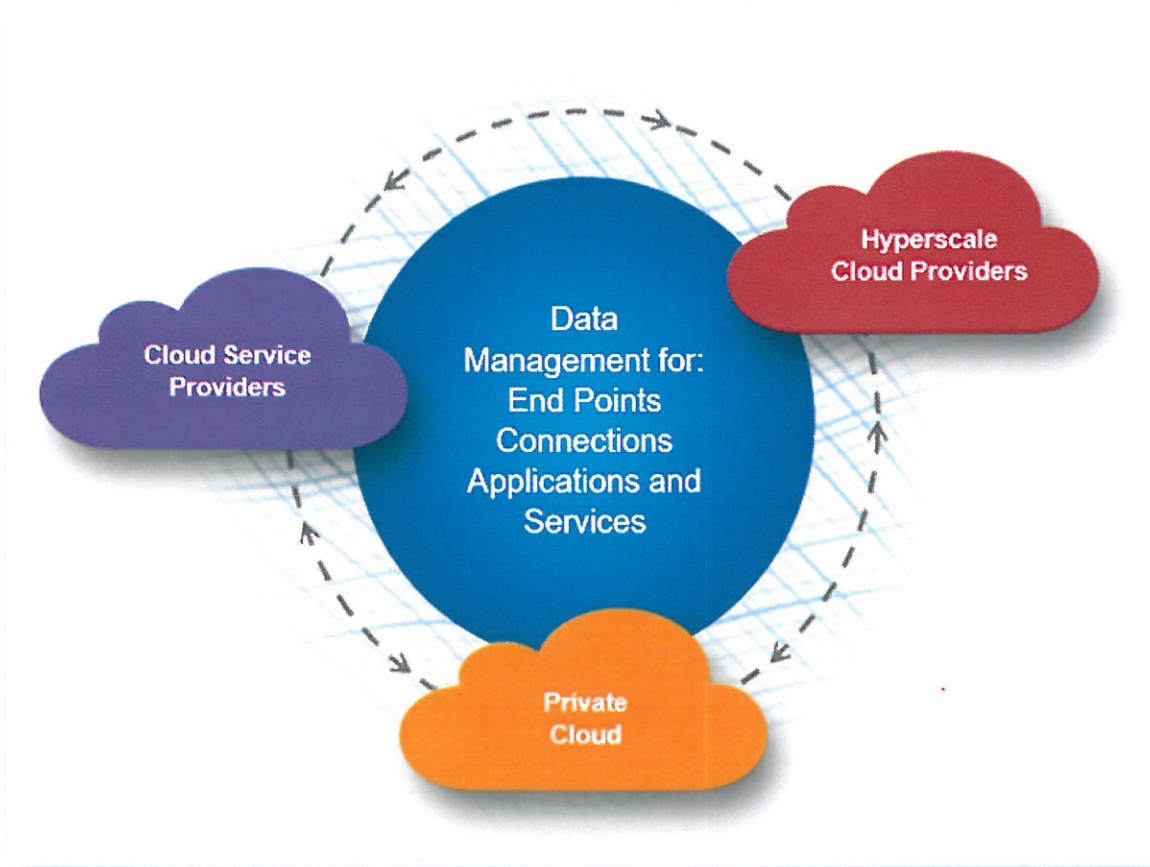 Hyperscale
Cloud Providers
Cloud Service
Providers
Data
Management for:
End Points
Connections
Applications and
Services
Private
Cloud